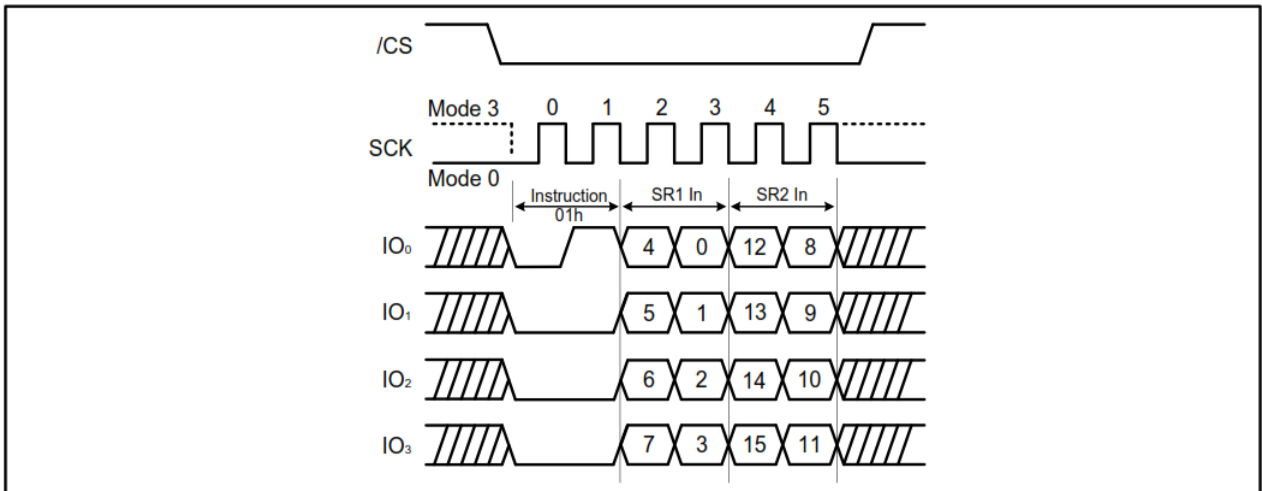 /CS
Mode 3 0 1 2 3 4 5
SCK
Mode 0
Instruction SR1 In SR2 In
01h
IO₀ 4 0 12 8
IO₁ 5 1 13 9
IO₂ 6 2 14 10
IO₃ 7 3 15 11